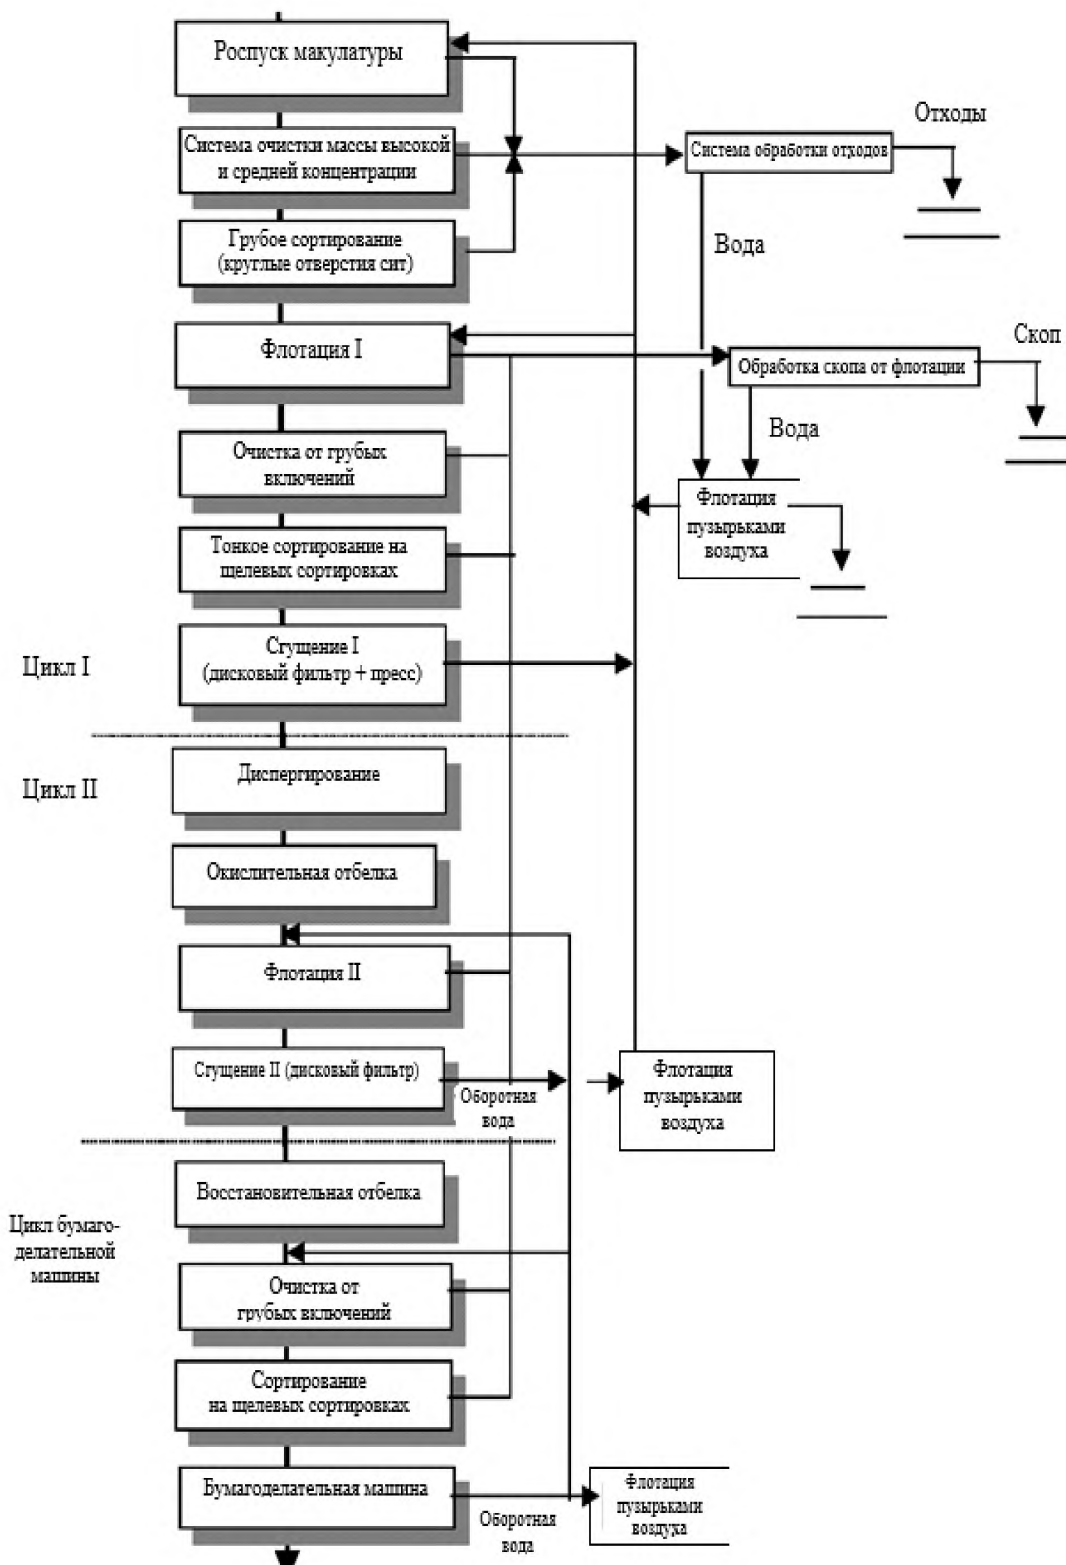 Роспуск макулатуры
Отходы
Система очистки массы высокой
и средней концентрации
Система обработки отходов
Грубое сортирование
(круглые отверстия сит)
Вода
Флотация I
Скоп
Обработка скопа от флотации
Вода
Очистка от грубых
включений
Флотация
пузырьками
воздуха
Тонкое сортирование на
щелевых сортировках
Цикл I
Сгущение I
(дисковый фильтр + пресс)
Цикл II
Диспергирование
Окислительная отбелка
Флотация II
Сгущение II (дисковый фильтр)
Оборотная
вода
Флотация
пузырьками
воздуха
Восстановительная отбелка
Цикл бумаго-
делательной
машины
Очистка от
грубых включений
Сортирование
на щелевых сортировках
Бумагоделательная машина
Оборотная
вода
Флотация
пузырьками
воздуха